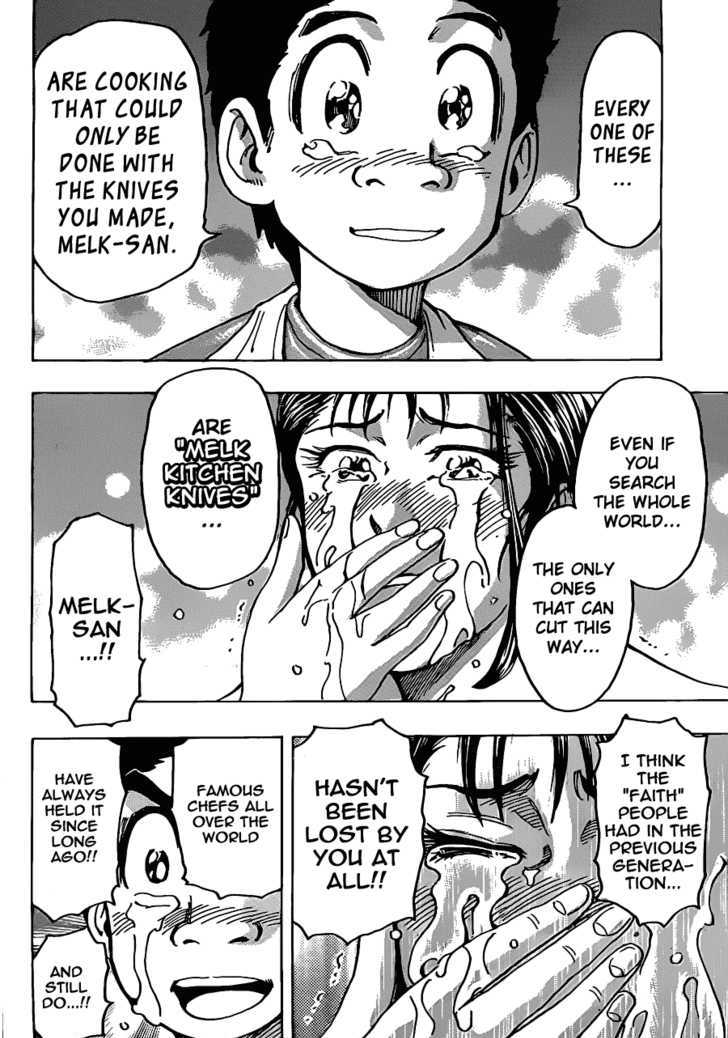 EVERY
ONE OF
THESE
...
ARE COOKING
THAT COULD
ONLY BE
DONE WITH
THE KNIVES
YOU MADE,
MELK-SAN.
EVEN IF
YOU
SEARCH
THE WHOLE
WORLD...
THE ONLY
ONES
THAT CAN
CUT THIS
WAY...
ARE
"MELK
KITCHEN
KNIVES"
...
MELK-
SAN
...!!
I THINK
THE
"FAITH"
PEOPLE
HAD IN THE
PREVIOUS
GENERA-
TION...
HASN'T
BEEN
LOST BY
YOU AT
ALL!!
FAMOUS
CHEFS ALL
OVER THE
WORLD
HAVE
ALWAYS
HELD IT
SINCE
LONG
AGO!!
AND
STILL
DO...!!